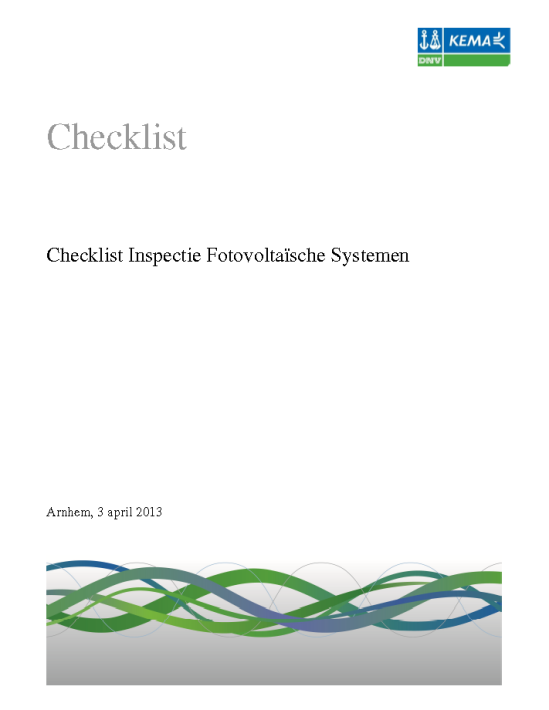 KEMA
DNV
Checklist
Checklist Inspectie Fotovoltaïsche Systemen
Arnhem, 3 april 2013